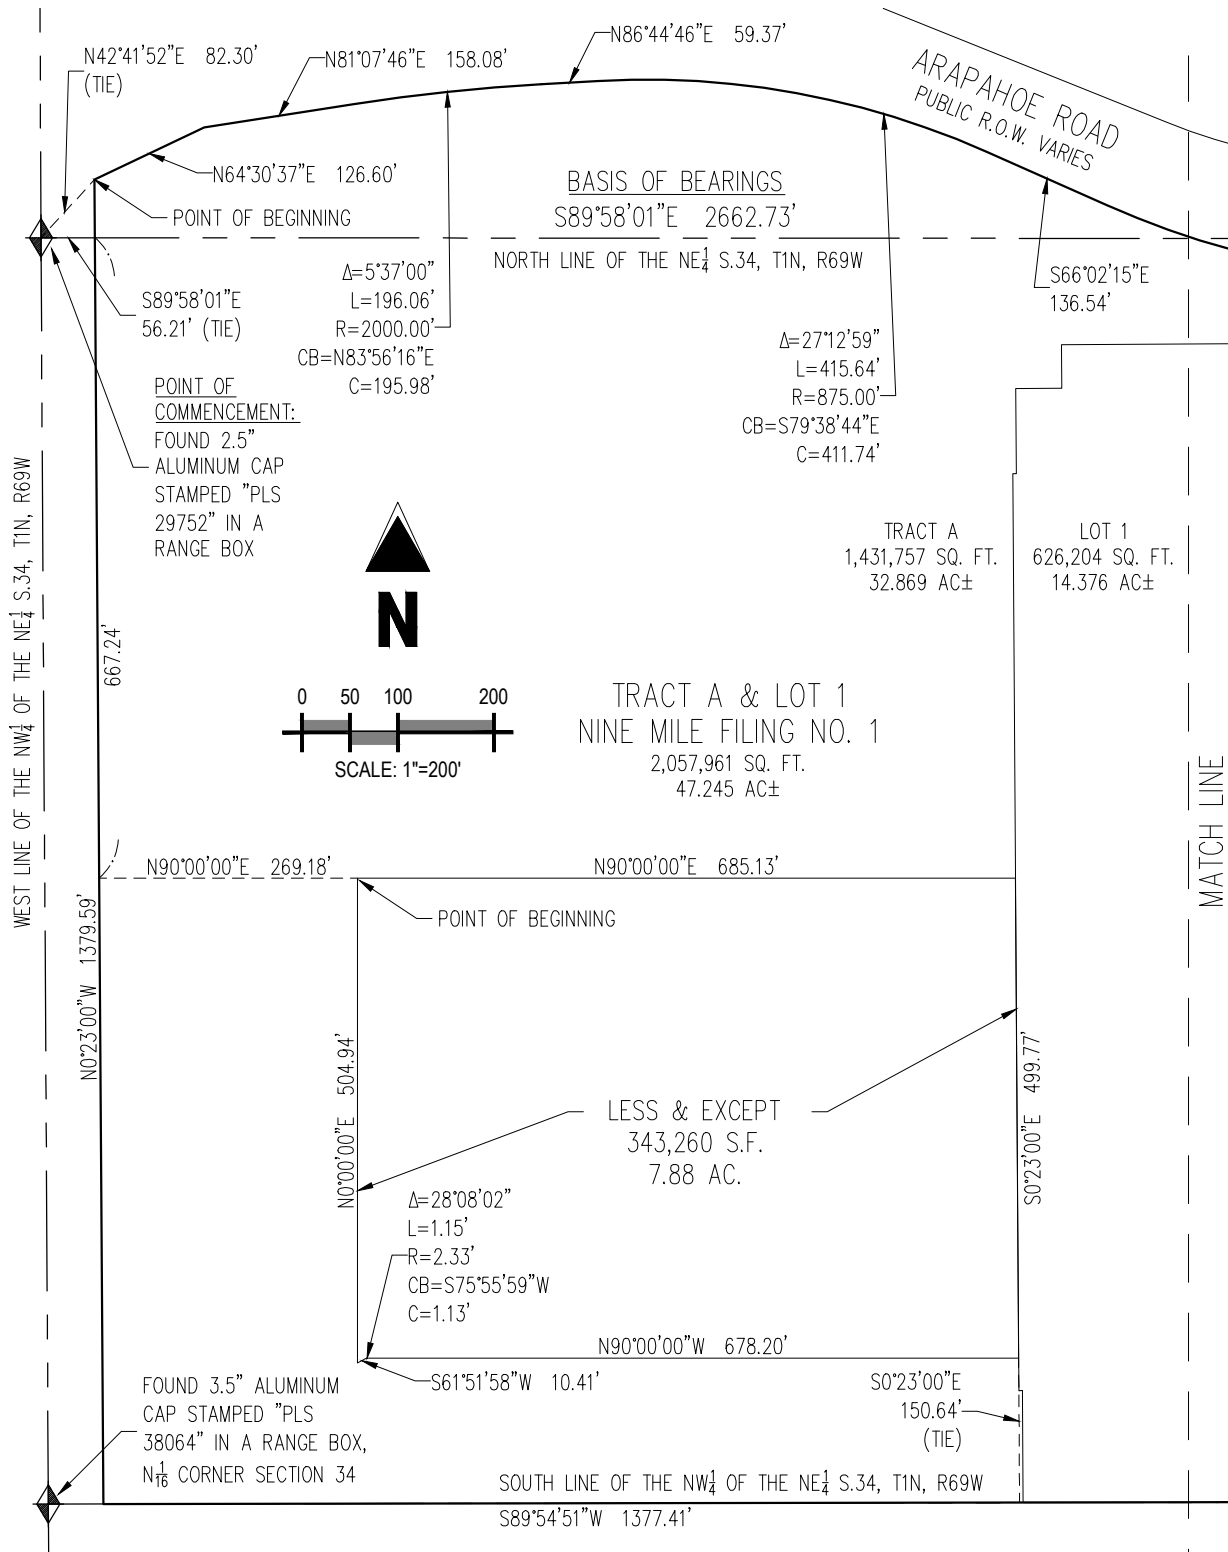 N42°41'52"E 82.30'
(TIE)
N81°07'46"E 158.08'
N86°44'46"E 59.37'
ARAPAHOE ROAD
PUBLIC R.O.W. VARIES
N64°30'37"E 126.60'
POINT OF BEGINNING
BASIS OF BEARINGS
S89°58'01"E 2662.73'
NORTH LINE OF THE NE1/4 S.34, T1N, R69W
S89°58'01"E
56.21' (TIE)
Δ=5°37'00"
L=196.06'
R=2000.00'
CB=N83°56'16"E
C=195.98'
S66°02'15"E
136.54'
Δ=27°12'59"
L=415.64'
R=875.00'
CB=S79°38'44"E
C=411.74'
POINT OF
COMMENCEMENT:
FOUND 2.5"
ALUMINUM CAP
STAMPED "PLS
29752" IN A
RANGE BOX
WEST LINE OF THE NW1/4 OF THE NE1/4 S.34, T1N, R69W
667.24'
N
TRACT A
1,431,757 SQ. FT.
32.869 AC±
LOT 1
626,204 SQ. FT.
14.376 AC±
0 50 100 200
SCALE: 1"=200'
TRACT A & LOT 1
NINE MILE FILING NO. 1
2,057,961 SQ. FT.
47.245 AC±
MATCH LINE
N90°00'00"E 269.18'
N90°00'00"E 685.13'
POINT OF BEGINNING
N0°23'00"W 1379.59'
N0°00'00"E 504.94'
LESS & EXCEPT
343,260 S.F.
7.88 AC.
S0°23'00"E 499.77'
Δ=28°08'02"
L=1.15'
R=2.33'
CB=S75°55'59"W
C=1.13'
N90°00'00"W 678.20'
S61°51'58"W 10.41'
S0°23'00"E
150.64'
(TIE)
FOUND 3.5" ALUMINUM
CAP STAMPED "PLS
38064" IN A RANGE BOX,
N1/16 CORNER SECTION 34
SOUTH LINE OF THE NW1/4 OF THE NE1/4 S.34, T1N, R69W
S89°54'51"W 1377.41'